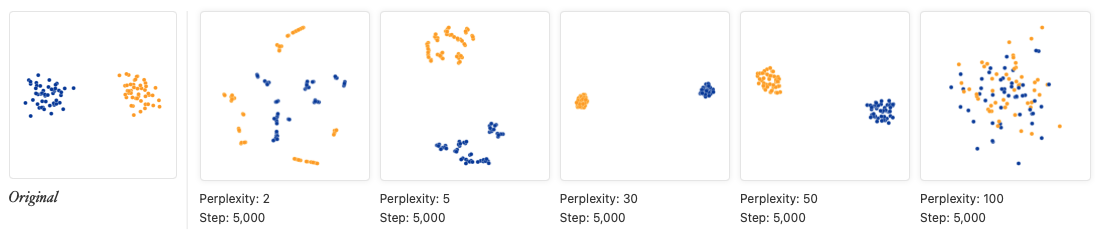 Original
Perplexity: 2
Step: 5,000
Perplexity: 5
Step: 5,000
Perplexity: 30
Step: 5,000
Perplexity: 50
Step: 5,000
Perplexity: 100
Step: 5,000